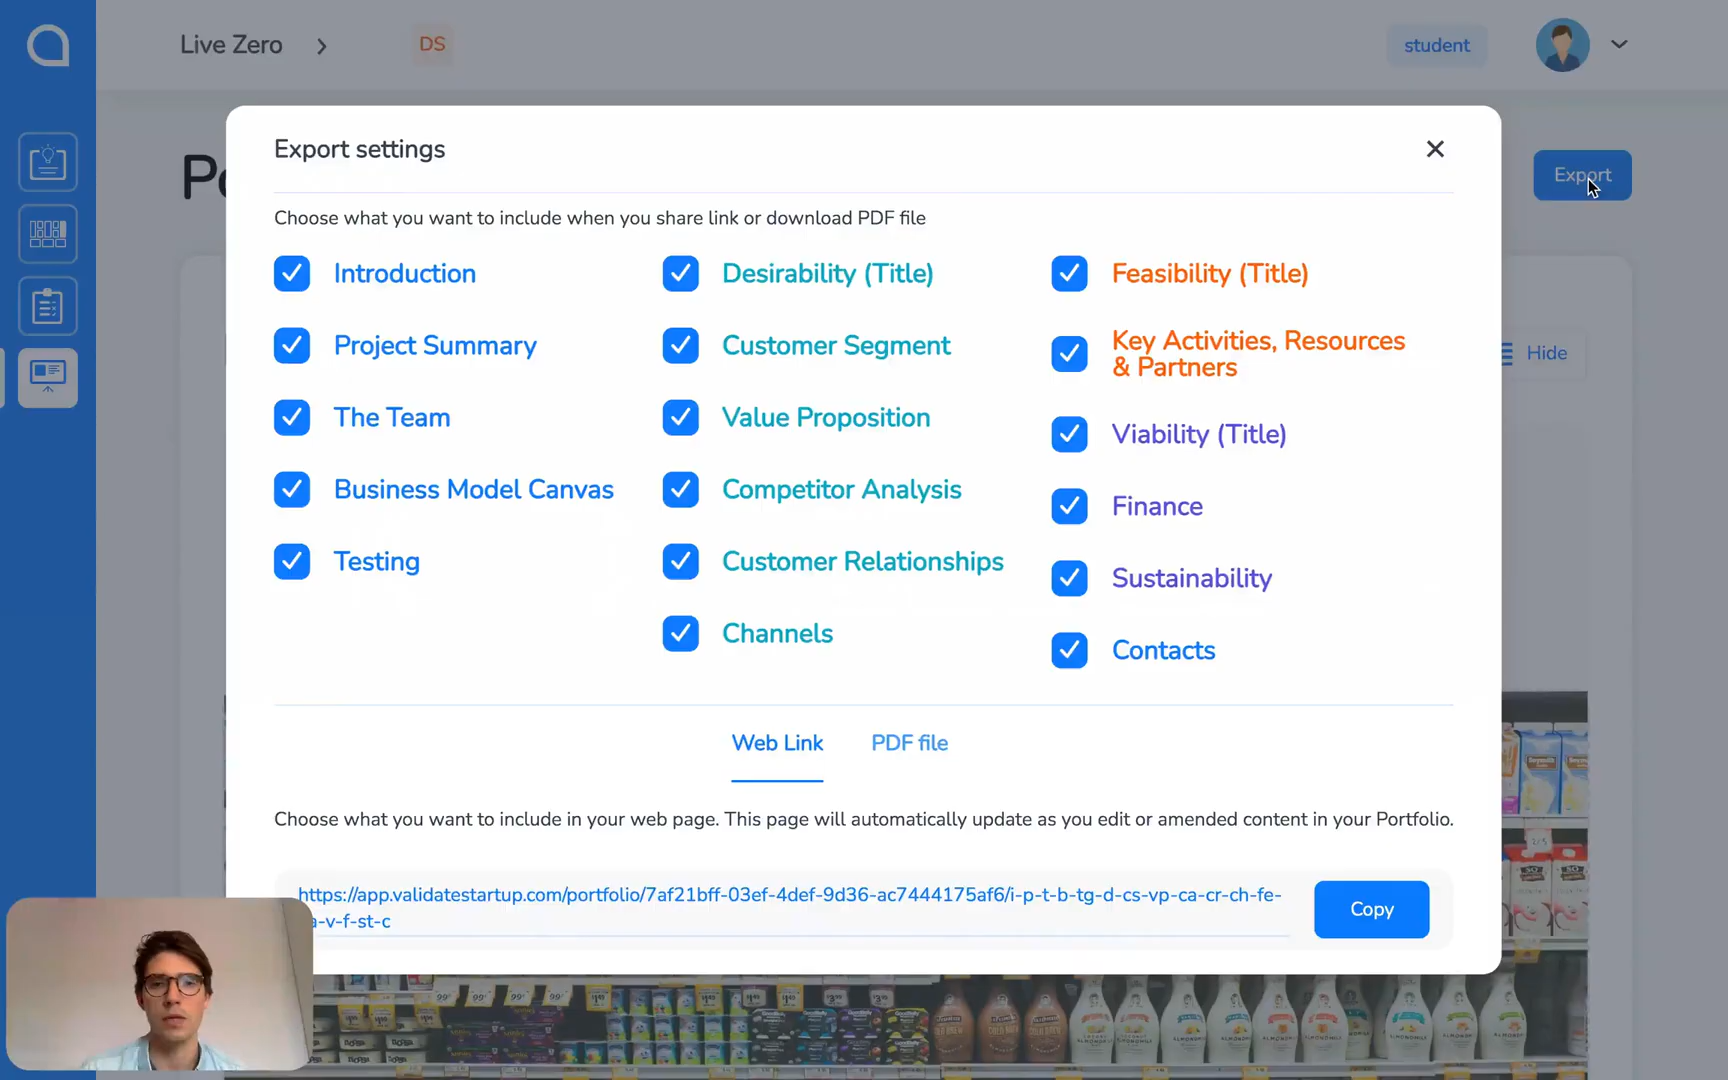 Live Zero
DS
student
Po
Export
Export settings
Choose what you want to include when you share link or download PDF file
Introduction
Project Summary
The Team
Business Model Canvas
Testing
Desirability (Title)
Customer Segment
Value Proposition
Competitor Analysis
Customer Relationships
Channels
Feasibility (Title)
Key Activities, Resources
& Partners
Viability (Title)
Finance
Sustainability
Contacts
Hide
Web Link
PDF file
Choose what you want to include in your web page. This page will automatically update as you edit or amended content in your Portfolio.
https://app.validatestartup.com/portfolio/7af21bff-03ef-4def-9d36-ac7444175af6/i-p-t-b-tg-d-cs-vp-ca-cr-ch-fe-
a-v-f-st-c
Copy